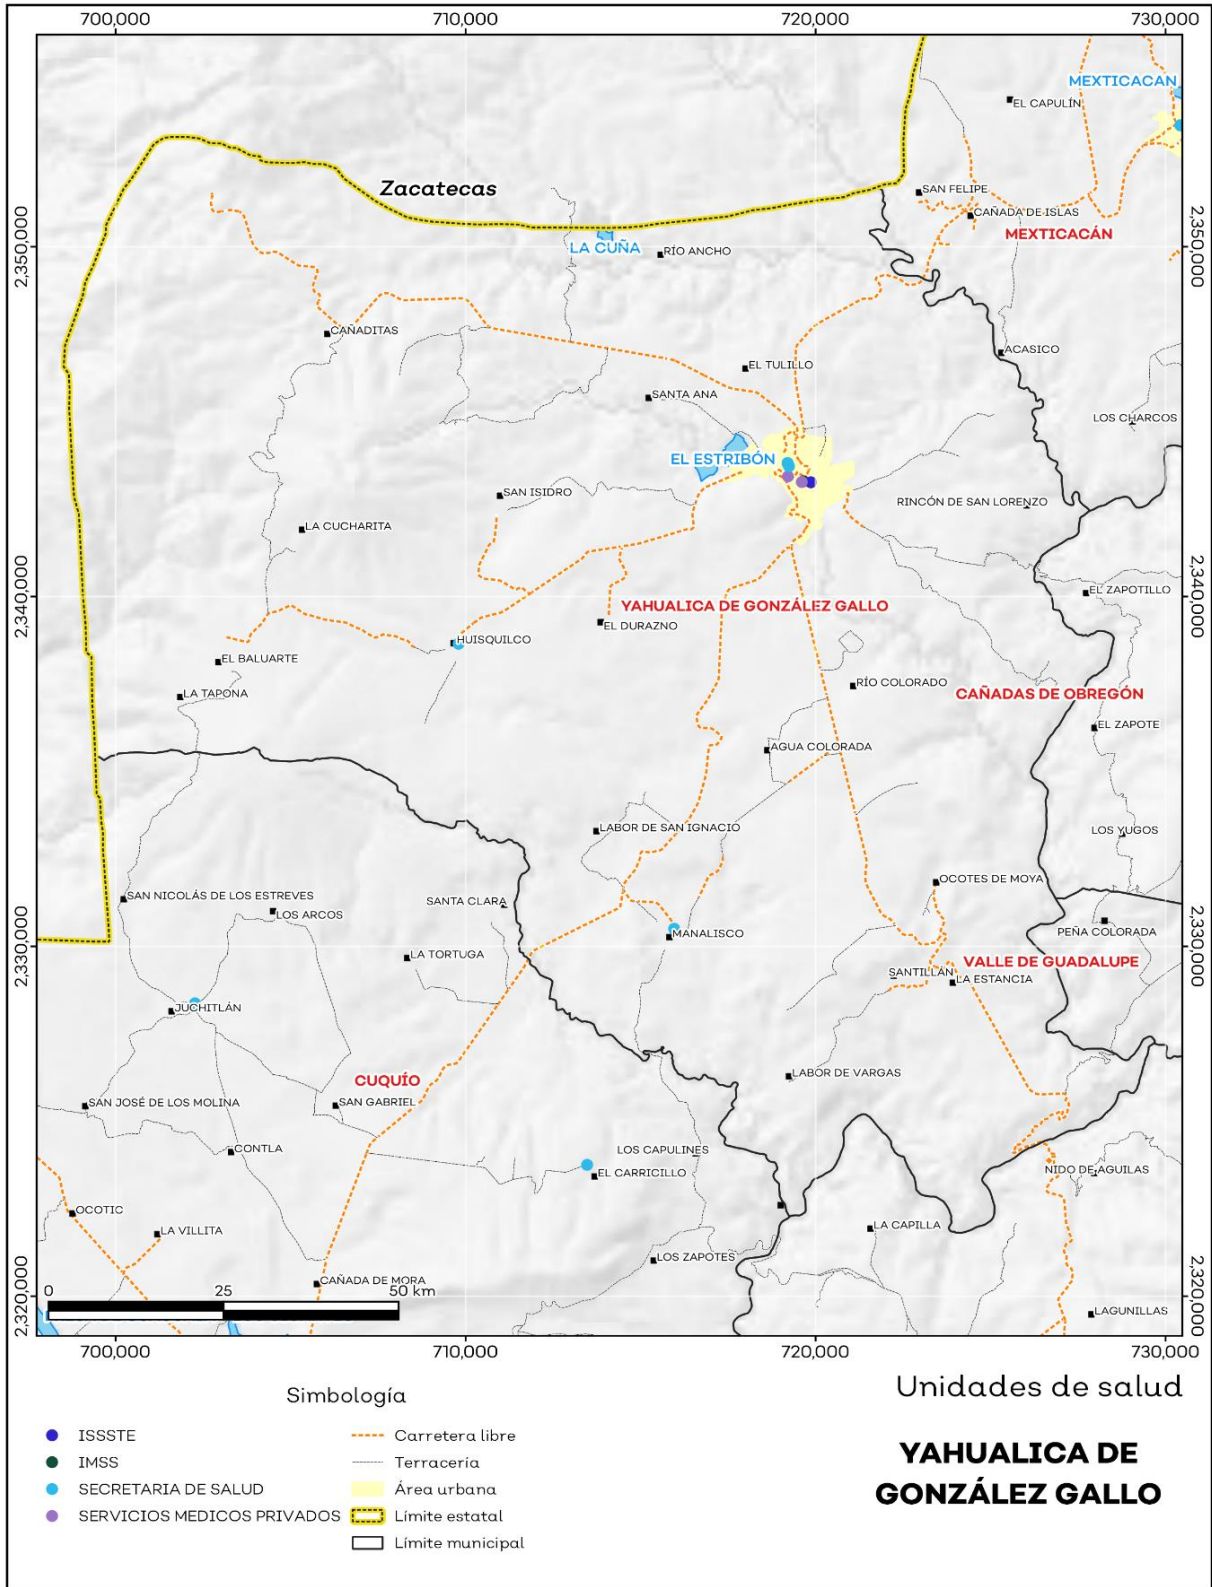 700,000
710,000
720,000
730,000
MEXTICACAN
EL CAPULÍN
Zacatecas
SAN FELIPE
CAÑADA DE ISLAS
MEXTICACÁN
2,350,000
2,350,000
LA CUÑA
RÍO ANCHO
CAÑADITAS
ACASICO
EL TULILLO
SANTA ANA
LOS CHARCOS
EL ESTRIBÓN
SAN ISIDRO
RINCÓN DE SAN LORENZO
LA CUCHARITA
2,340,000
2,340,000
EL ZAPOTILLO
YAHUALICA DE GONZÁLEZ GALLO
EL DURAZNO
HUISQUILCO
EL BALUARTE
RÍO COLORADO
LA TAPONA
CAÑADAS DE OBREGÓN
EL ZAPOTE
AGUA COLORADA
LABOR DE SAN IGNACIO
LOS YUGOS
OCOTES DE MOYA
SAN NICOLÁS DE LOS ESTREVES
SANTA CLARA
LOS ARCOS
MANALISCO
PEÑA COLORADA
2,330,000
2,330,000
LA TORTUGA
VALLE DE GUADALUPE
SANTILLÁN
LA ESTANCIA
JUCHITLÁN
LABOR DE VARGAS
CUQUÍO
SAN JOSÉ DE LOS MOLINA
SAN GABRIEL
CONTLA
LOS CAPULINES
EL CARRICILLO
NIDO DE AGUILAS
OCOTIC
LA VILLITA
LA CAPILLA
LOS ZAPOTES
CAÑADA DE MORA
2,320,000
2,320,000
0
25
50 km
LAGUNILLAS
700,000
710,000
720,000
730,000
Simbología
ISSSTE
IMSS
SECRETARIA DE SALUD
SERVICIOS MEDICOS PRIVADOS
Carretera libre
Terracería
Área urbana
Límite estatal
Límite municipal
Unidades de salud
YAHUALICA DE
GONZÁLEZ GALLO